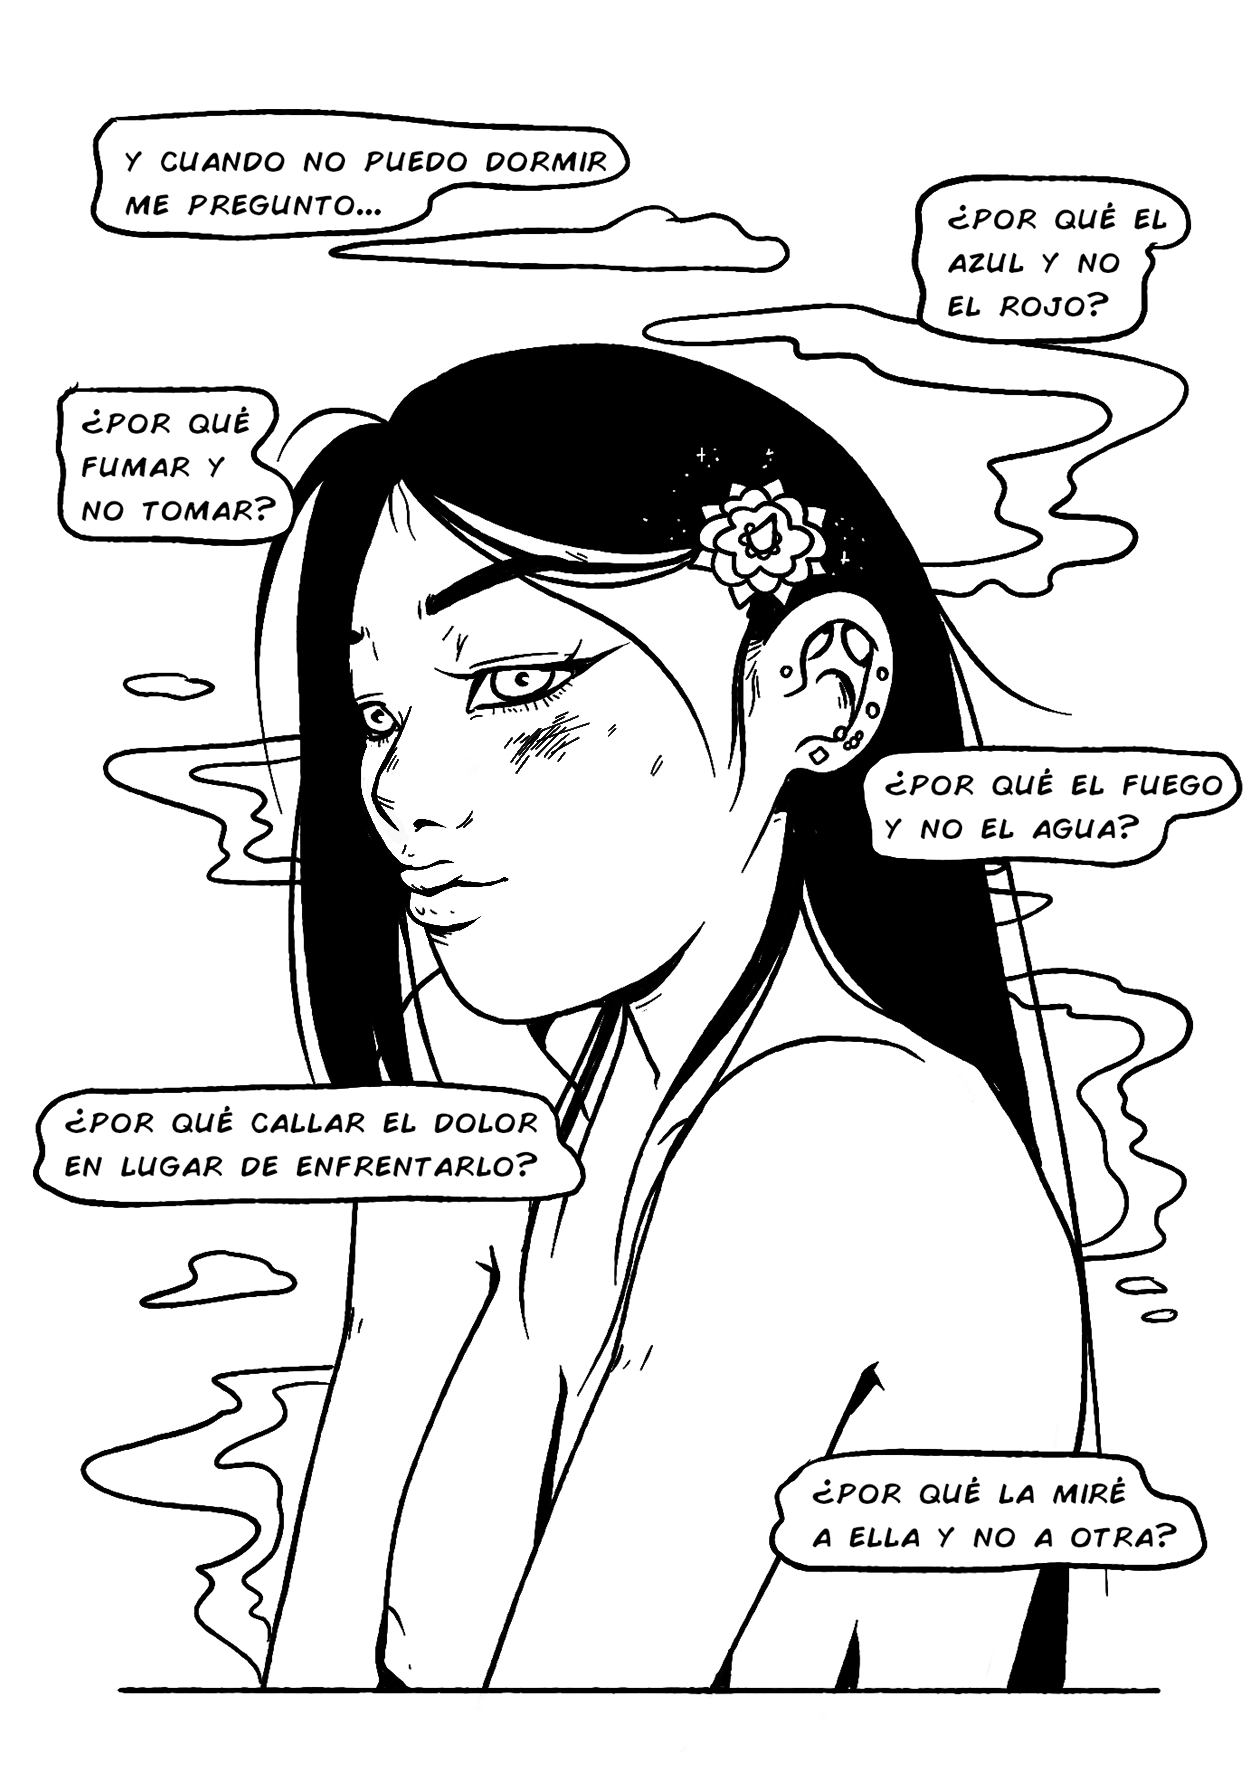 Y CUANDO NO PUEDO DORMIR
ME PREGUNTO...
¿POR QUÉ EL
AZUL Y NO
EL ROJO?
¿POR QUÉ
FUMAR Y
NO TOMAR?
¿POR QUÉ EL FUEGO
Y NO EL AGUA?
¿POR QUÉ CALLAR EL DOLOR
EN LUGAR DE ENFRENTARLO?
¿POR QUÉ LA MIRÉ
A ELLA Y NO A OTRA?